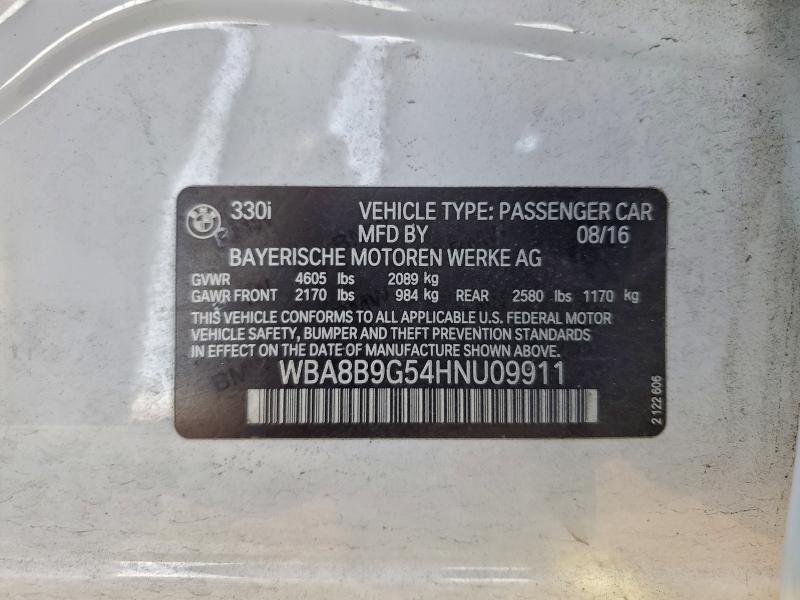 330i VEHICLE TYPE: PASSENGER CAR
MFD BY 08/16
BAYERISCHE MOTOREN WERKE AG
GVWR 4605 lbs 2089 kg
GAWR FRONT 2170 lbs 984 kg REAR 2580 lbs 1170 kg
THIS VEHICLE CONFORMS TO ALL APPLICABLE U.S. FEDERAL MOTOR
VEHICLE SAFETY, BUMPER AND THEFT PREVENTION STANDARDS
IN EFFECT ON THE DATE OF MANUFACTURE SHOWN ABOVE.
WBA8B9G54HNU09911
2 122 606